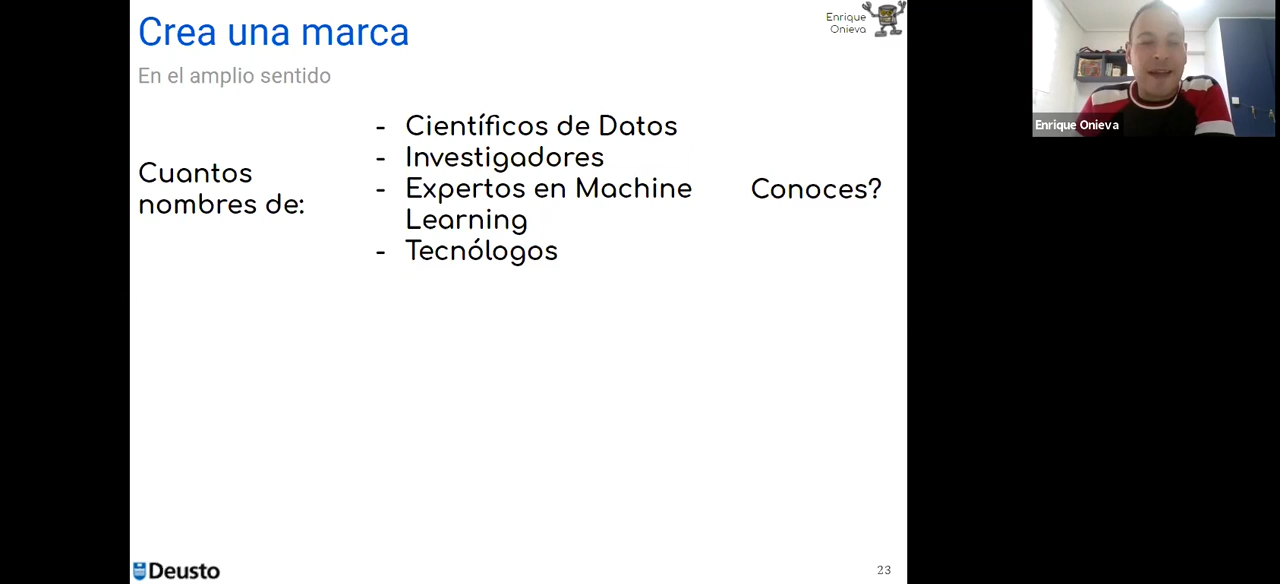 Crea una marca
En el amplio sentido
Enrique
Onieva
Cuantos
nombres de:
- Científicos de Datos
- Investigadores
- Expertos en Machine
Learning
- Tecnólogos
Conoces?
Enrique Onieva
Deusto
23